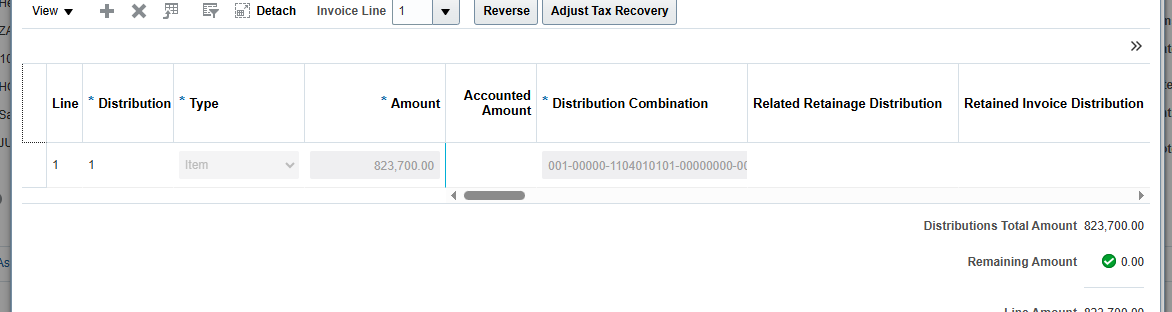 View Detach Invoice Line 1 Reverse Adjust Tax Recovery
»
Line * Distribution * Type * Amount Accounted Amount * Distribution Combination Related Retainage Distribution Retained Invoice Distribution
1 1 Item 823,700.00 001-00000-1104010101-00000000-00
Distributions Total Amount 823,700.00
Remaining Amount 0.00
Line Amount 823,700.00